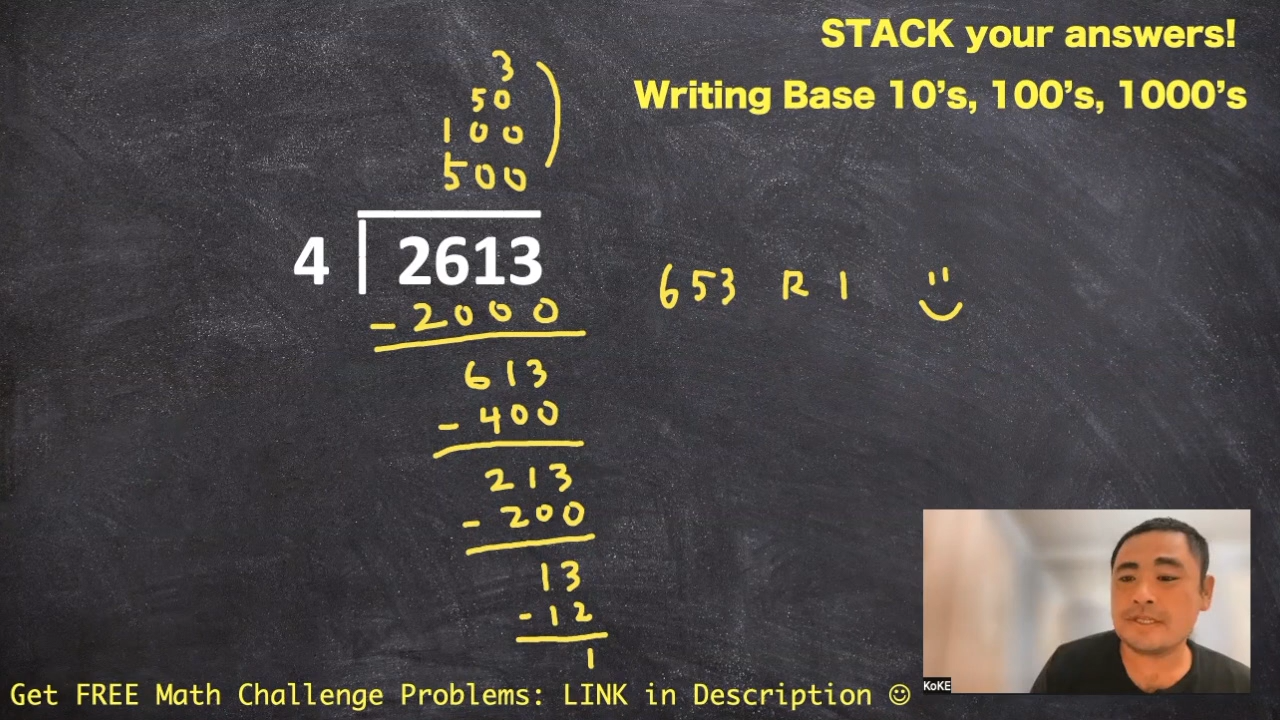 STACK your answers!
Writing Base 10's, 100's, 1000's
3
50
100
500
4 2613
- 2000
613
- 400
213
- 200
13
- 12
1
653 R 1
Get FREE Math Challenge Problems: LINK in Description ☺
KoKE